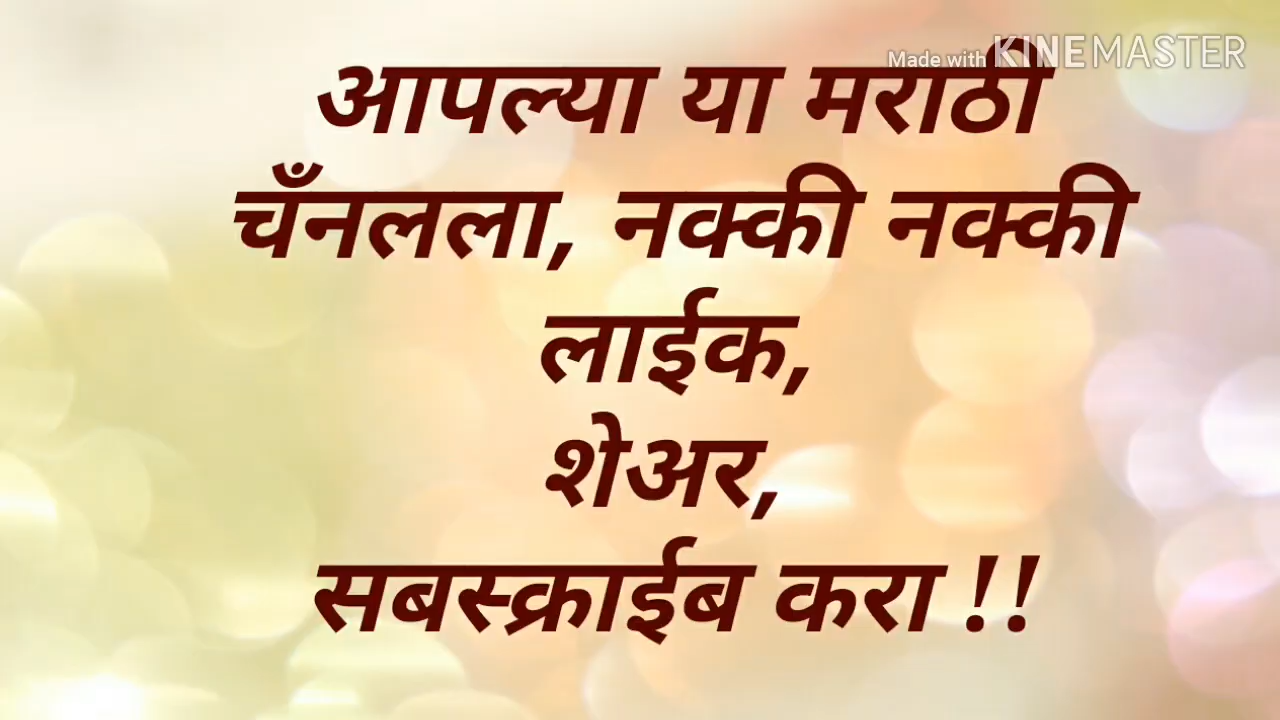 Made with KINEMASTER
आपल्या या मराठी
चँनलला, नक्की नक्की
लाईक,
शेअर,
सबस्क्राईब करा !!